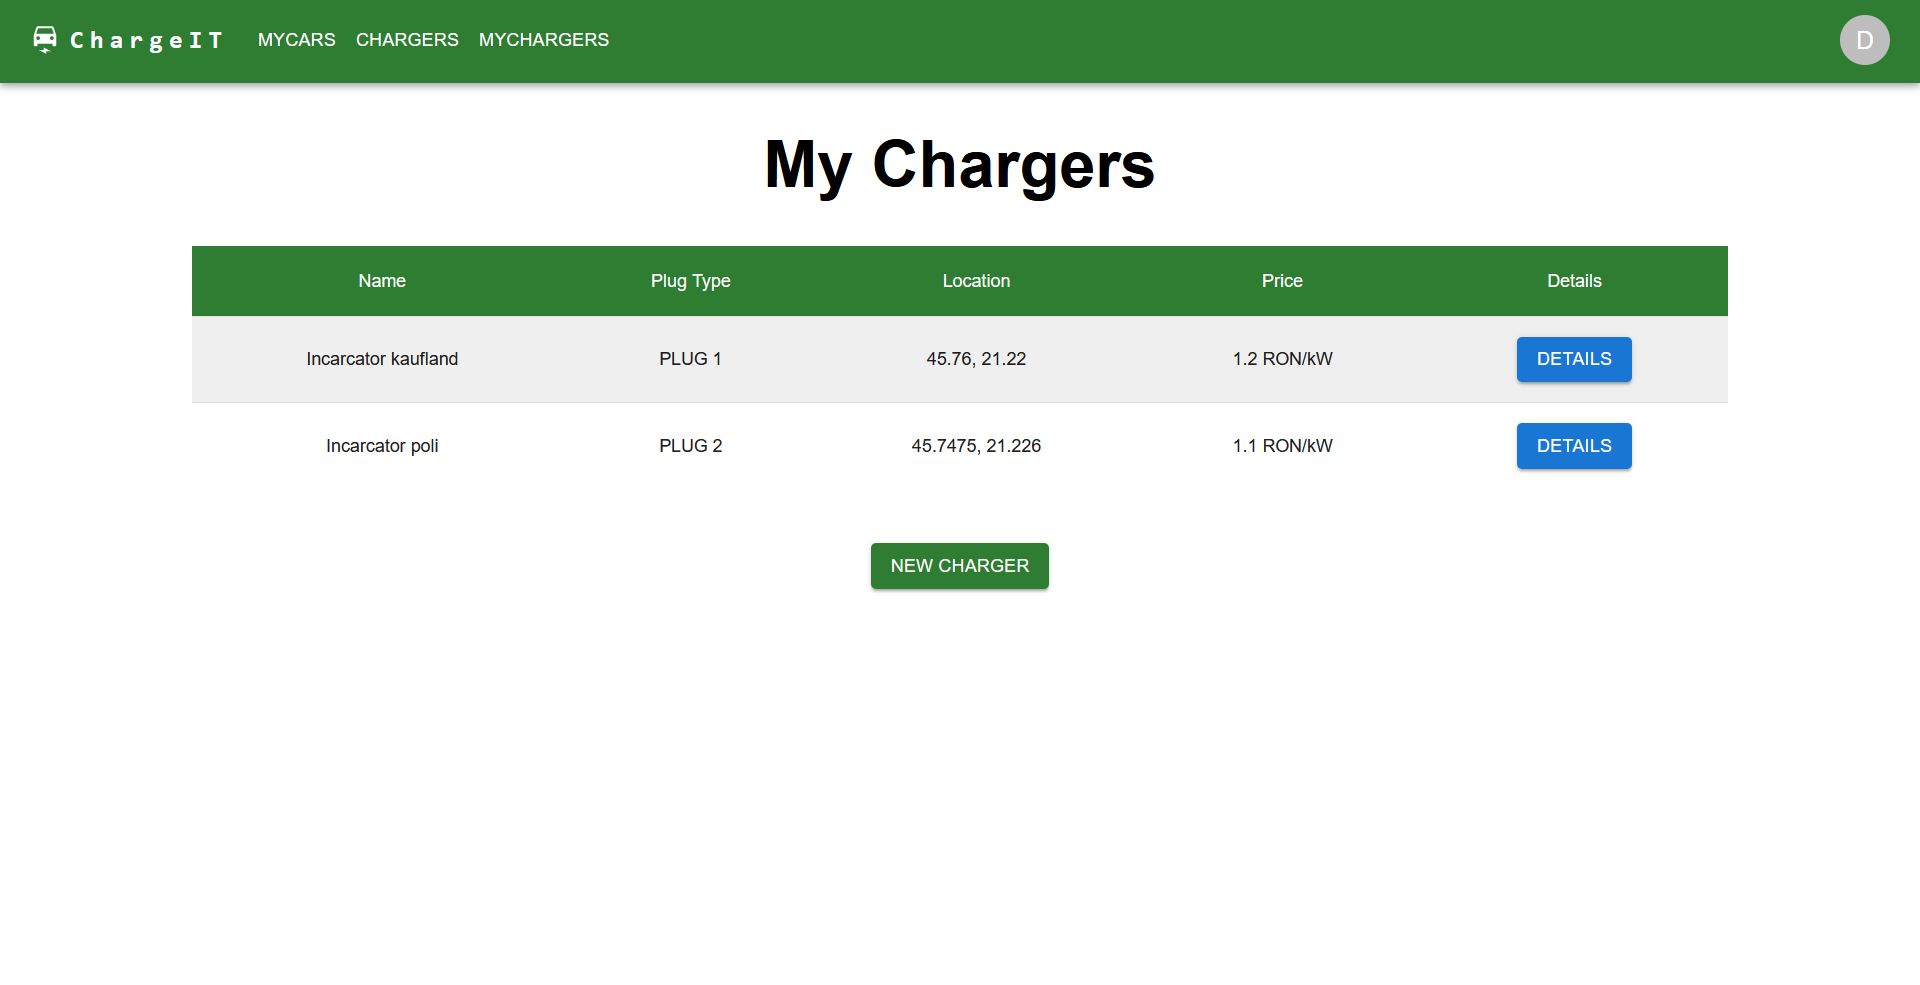 ChargeIT MYCARS CHARGERS MYCHARGERS D
My Chargers
Name Plug Type Location Price Details
Incarcator kaufland PLUG 1 45.76, 21.22 1.2 RON/kW DETAILS
Incarcator poli PLUG 2 45.7475, 21.226 1.1 RON/kW DETAILS
NEW CHARGER